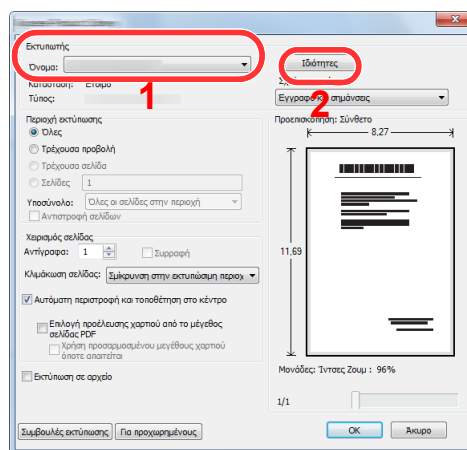 Εκτυπωτής
Όνομα:
1
Ιδιότητες
2
Κατάσταση: Έτοιμο
Τύπος:
Έγγραφο και σημάνσεις
Περιοχή εκτύπωσης
Όλες
Τρέχουσα προβολή
Τρέχουσα σελίδα
Σελίδες 1
Υποσύνολο: Όλες οι σελίδες στην περιοχή
Αντιστροφή σελίδων
Χειρισμός σελίδας
Αντίγραφα: 1 Συρραφή
Κλιμάκωση σελίδας: Σμίκρυνση στην εκτυπώσιμη περιοχ
Αυτόματη περιστροφή και τοποθέτηση στο κέντρο
Επιλογή προέλευσης χαρτιού από το μέγεθος
σελίδας PDF
Χρήση προσαρμοσμένου μεγέθους χαρτιού
όποτε απαιτείται
Εκτύπωση σε αρχείο
Προεπισκόπηση: Σύνθετο
8,27
11,69
Μονάδες: Ίντσες Ζουμ : 96%
1/1
Συμβουλές εκτύπωσης Για προχωρημένους OK Άκυρο